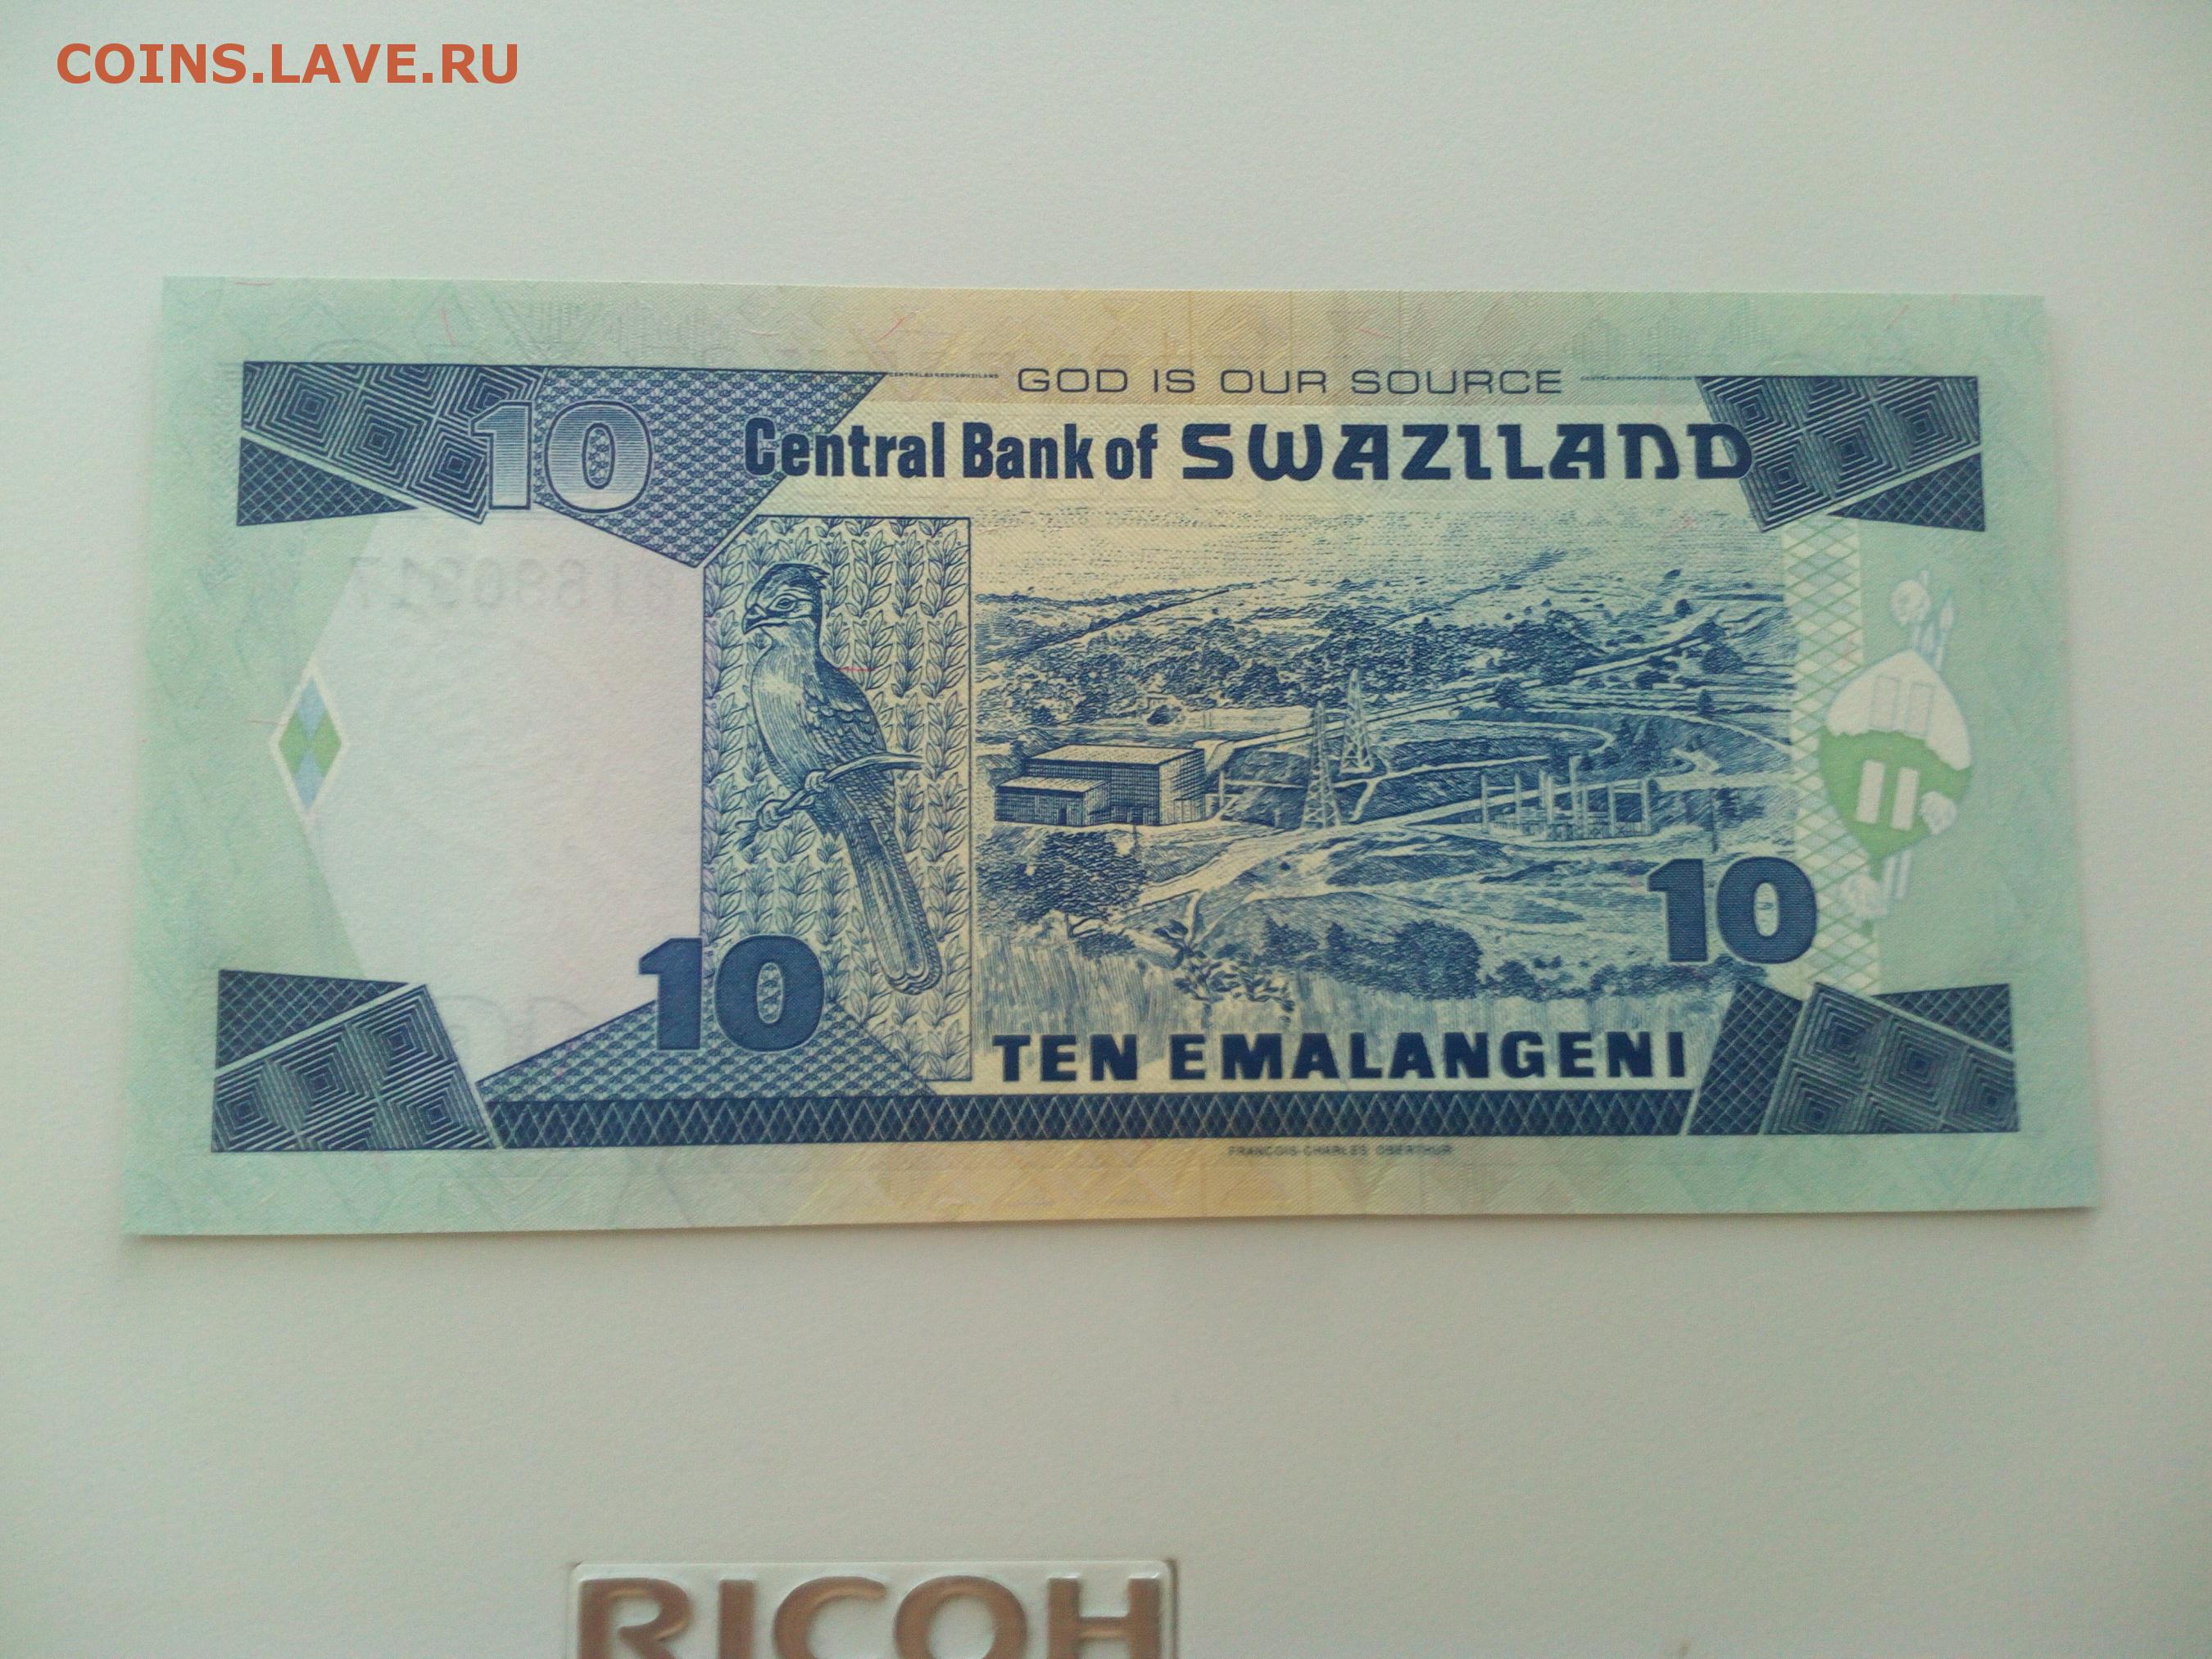 COINS.LAVE.RU
GOD IS OUR SOURCE
10
Central Bank of SWAZILAND
10
10
TEN EMALANGENI
FRANCOIS-CHARLES OBERTHUR
RICOH